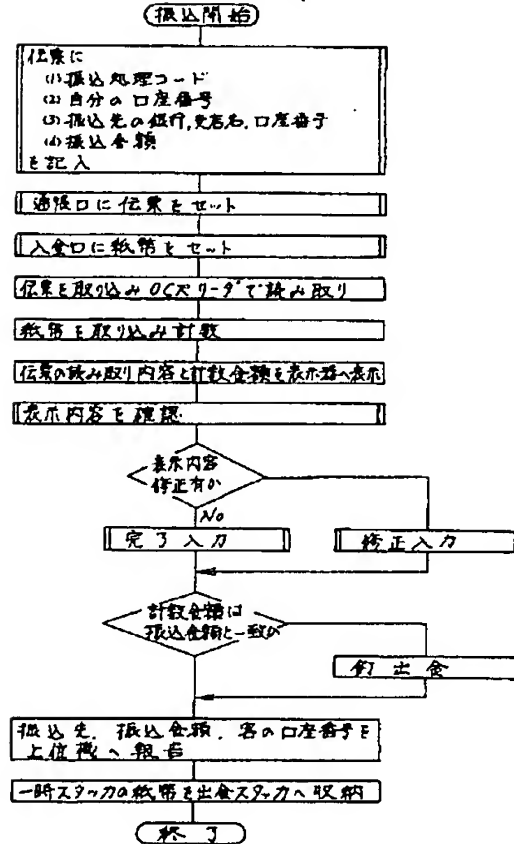 振込開始
伝票に
(1)振込処理コード
(2)自分の口座番号
(3)振込先の銀行,支店名,口座番号
(4)振込金額
を記入
通帳口に伝票をセット
入金口に紙幣をセット
伝票を取り込みOCRリーダで読み取り
紙幣を取り込み計数
伝票の読み取り内容と計数金額を表示器へ表示
表示内容を確認
表示内容
修正有か
No
完了入力
修正入力
計数金額は
振込金額と一致か
釣出金
振込先,振込金額,客の口座番号を
上位機へ報告
一時スタッカの紙幣を出金スタッカへ収納
終了